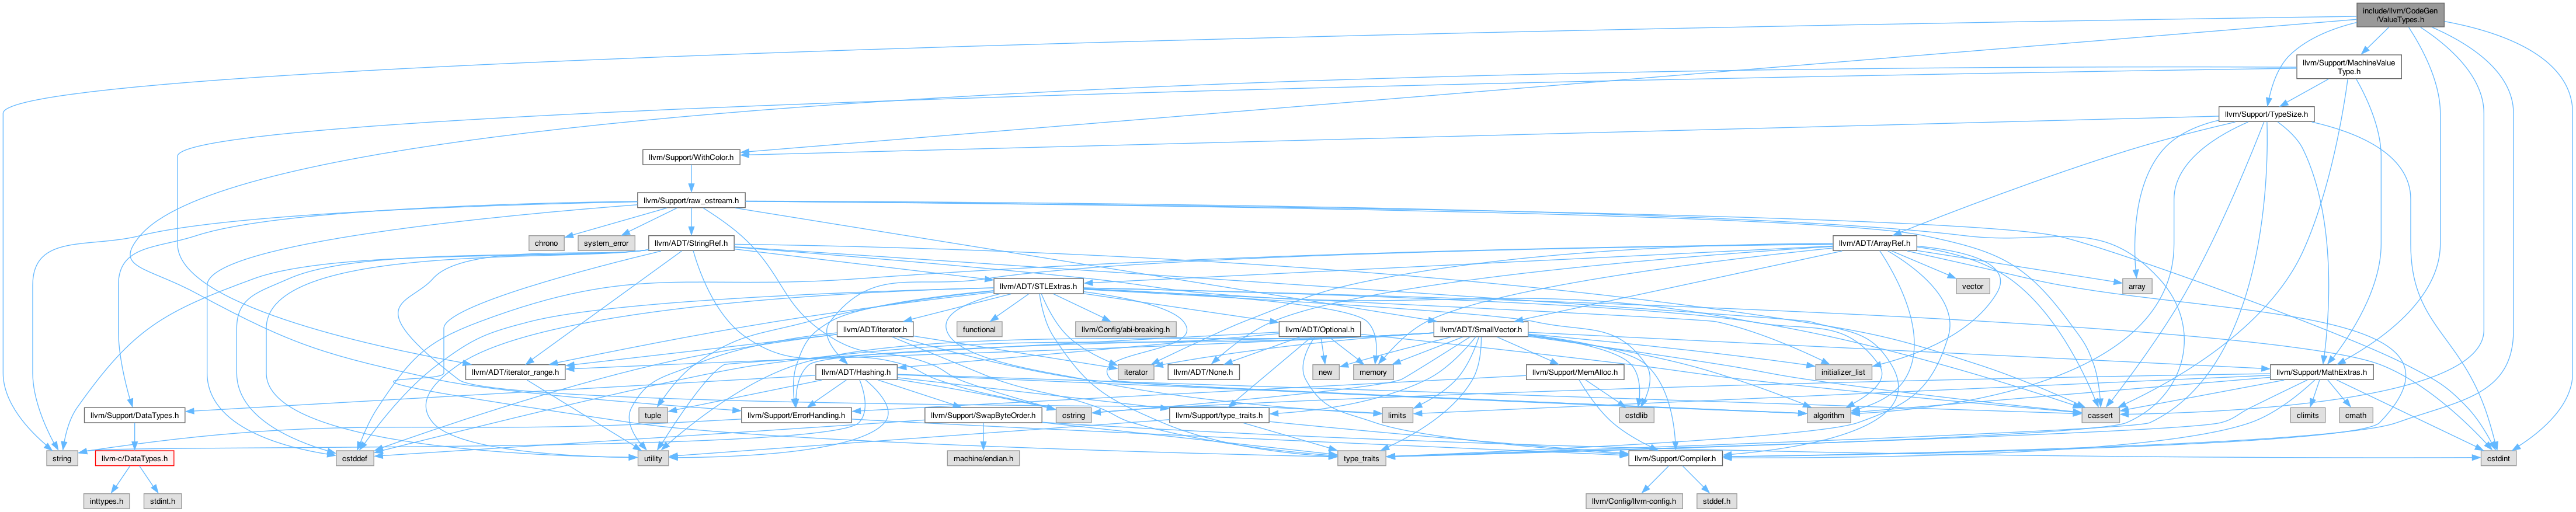 include/llvm/CodeGen
/ValueTypes.h
llvm/Support/MachineValue
Type.h
llvm/Support/TypeSize.h
llvm/Support/WithColor.h
llvm/Support/raw_ostream.h
chrono
system_error
llvm/ADT/StringRef.h
llvm/ADT/ArrayRef.h
llvm/ADT/STLExtras.h
vector
array
llvm/ADT/iterator.h
functional
llvm/Config/abi-breaking.h
llvm/ADT/Optional.h
llvm/ADT/SmallVector.h
llvm/ADT/iterator_range.h
llvm/ADT/Hashing.h
iterator
llvm/ADT/None.h
new
memory
llvm/Support/MemAlloc.h
initializer_list
llvm/Support/MathExtras.h
llvm/Support/DataTypes.h
tuple
llvm/Support/ErrorHandling.h
llvm/Support/SwapByteOrder.h
cstring
llvm/Support/type_traits.h
limits
cstdlib
algorithm
cassert
climits
cmath
string
llvm-c/DataTypes.h
cstddef
utility
machine/endian.h
type_traits
llvm/Support/Compiler.h
cstdint
inttypes.h
stdint.h
llvm/Config/llvm-config.h
stddef.h